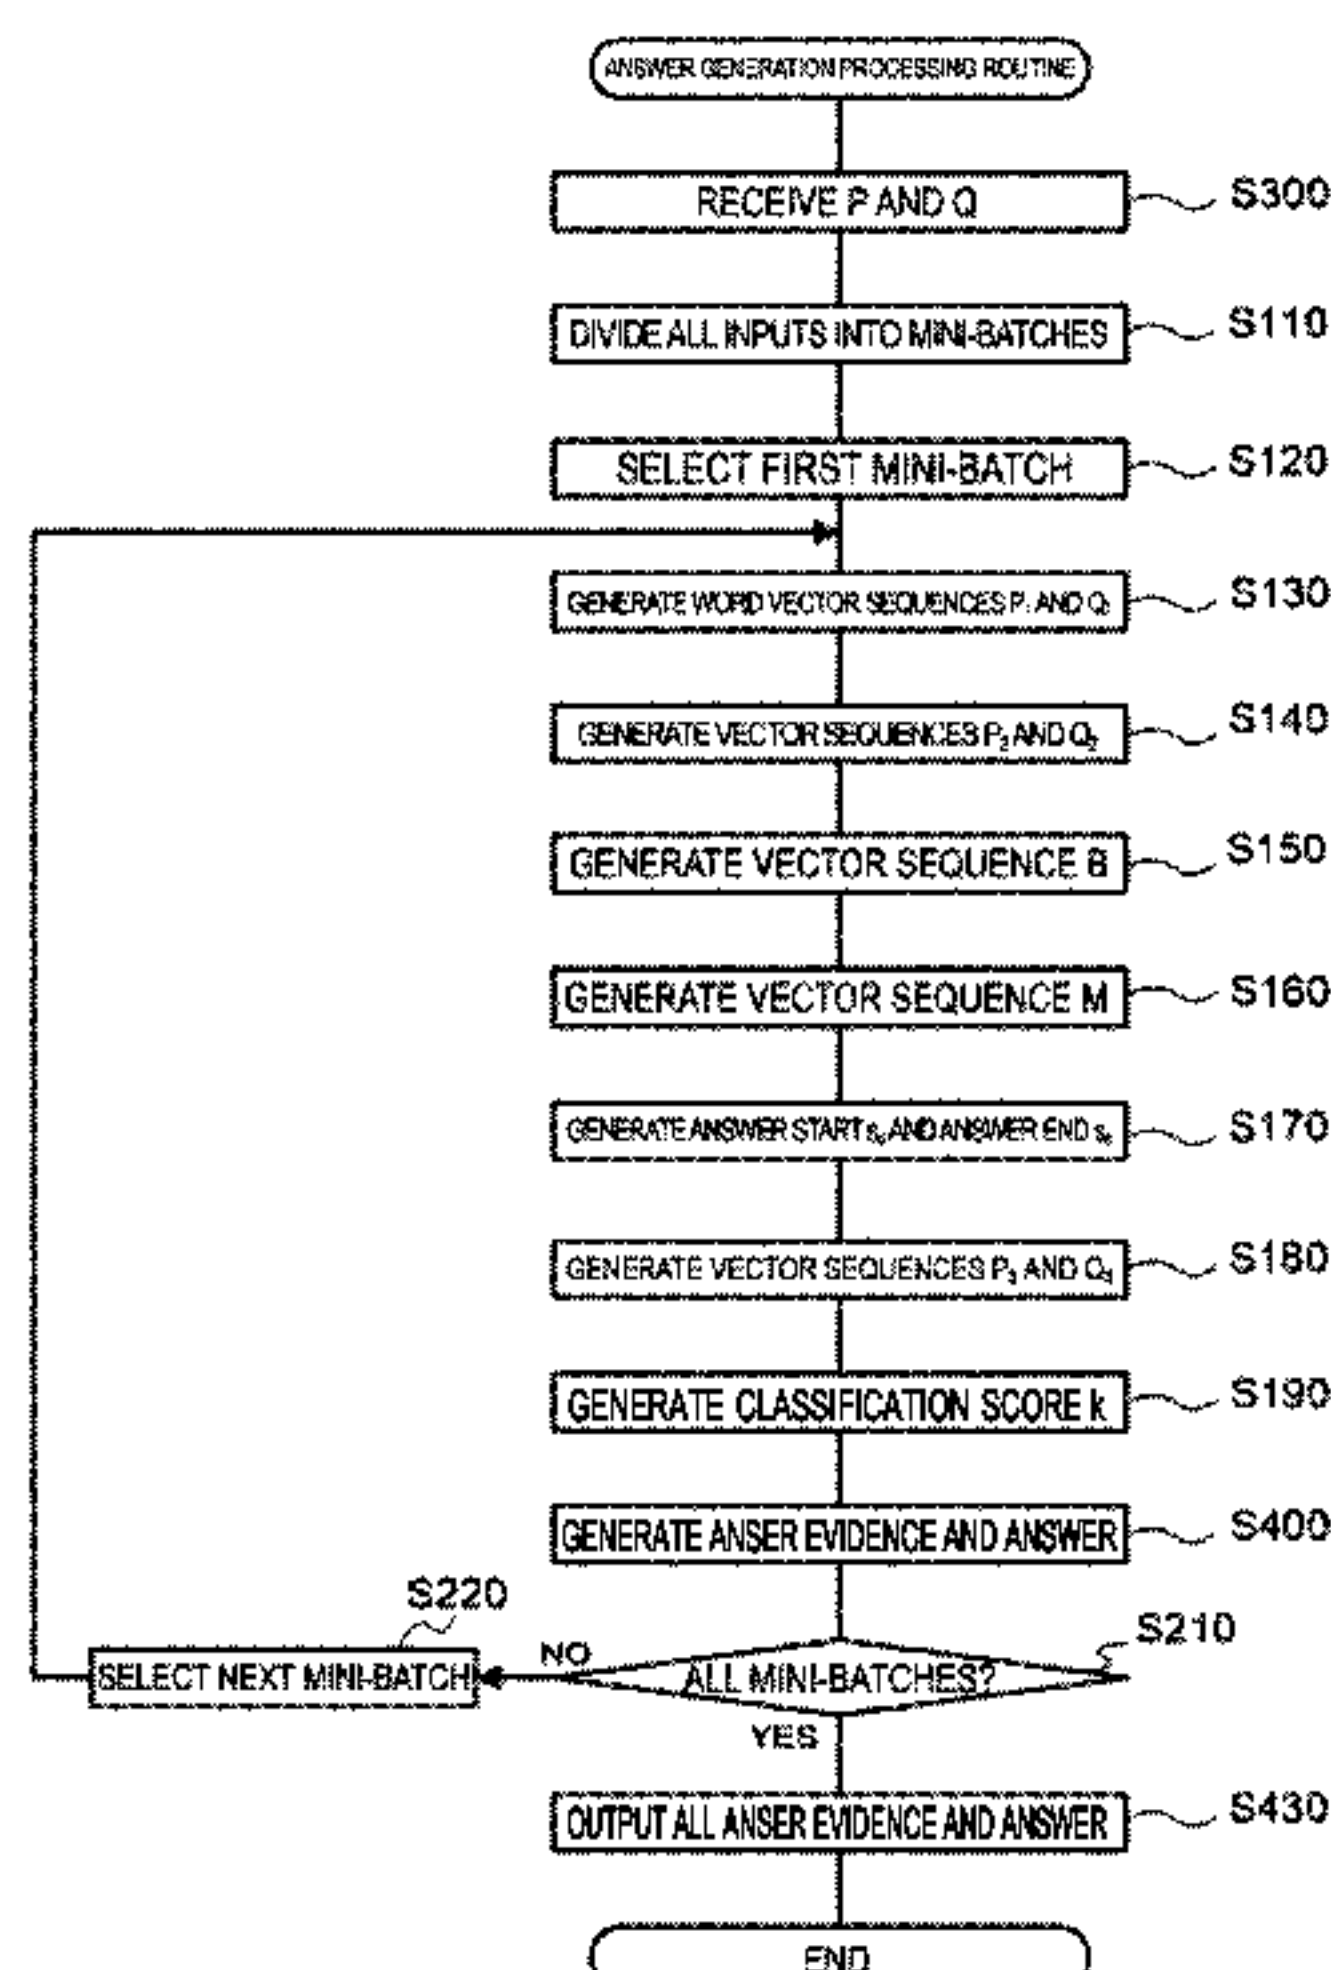 ANSWER GENERATION PROCESSING ROUTINE
RECEIVE P AND Q
S300
DIVIDE ALL INPUTS INTO MINI-BATCHES
S110
SELECT FIRST MINI-BATCH
S120
GENERATE WORD VECTOR SEQUENCES P₁ AND Q₁
S130
GENERATE VECTOR SEQUENCES P₂ AND Q₂
S140
GENERATE VECTOR SEQUENCE B
S150
GENERATE VECTOR SEQUENCE M
S160
GENERATE ANSWER START AND ANSWER END
S170
GENERATE VECTOR SEQUENCES P₃ AND Q₃
S180
GENERATE CLASSIFICATION SCORE k
S190
GENERATE ANSER EVIDENCE AND ANSWER
S400
S220
SELECT NEXT MINI-BATCH
NO
ALL MINI-BATCHES?
S210
YES
OUTPUT ALL ANSER EVIDENCE AND ANSWER
S430
END